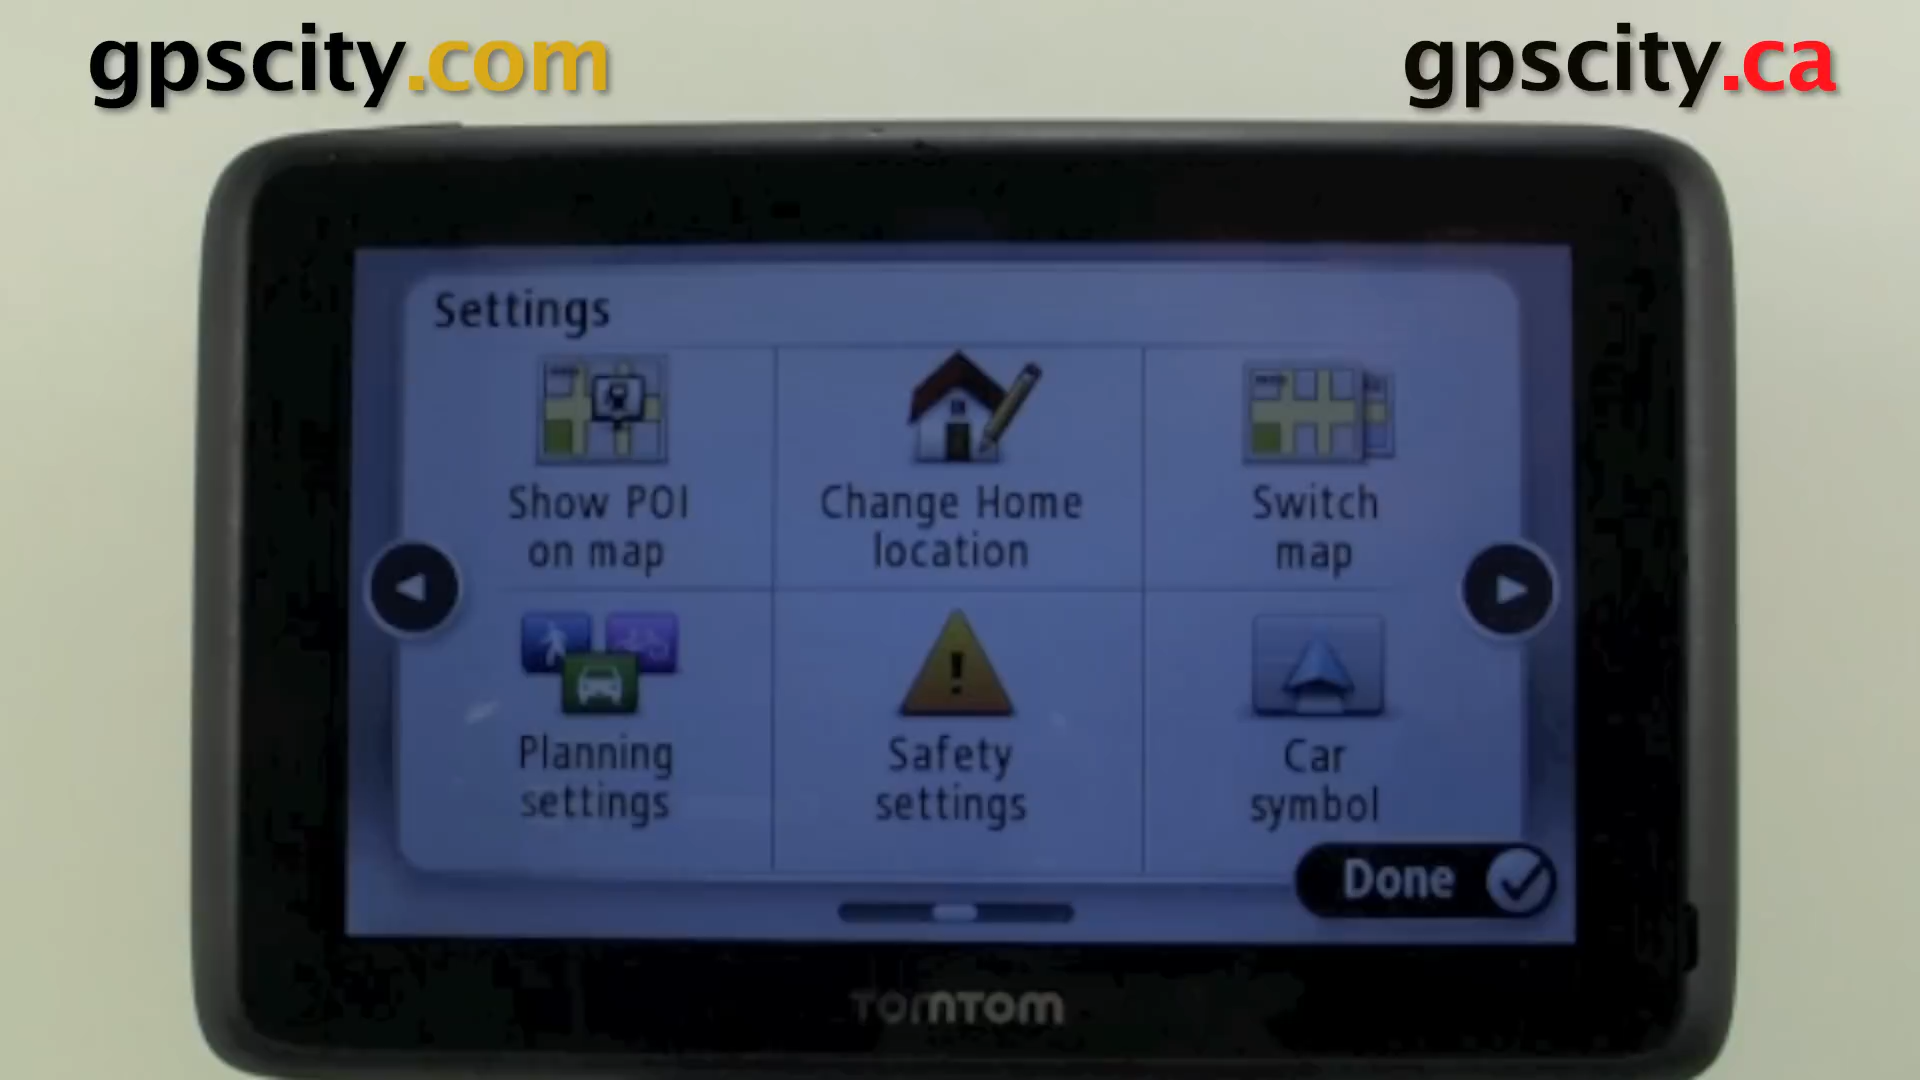 gpscity.com
gpscity.ca
Settings
Show POI
on map
Change Home
location
Switch
map
Planning
settings
Safety
settings
Car
symbol
Done
TOMTOM